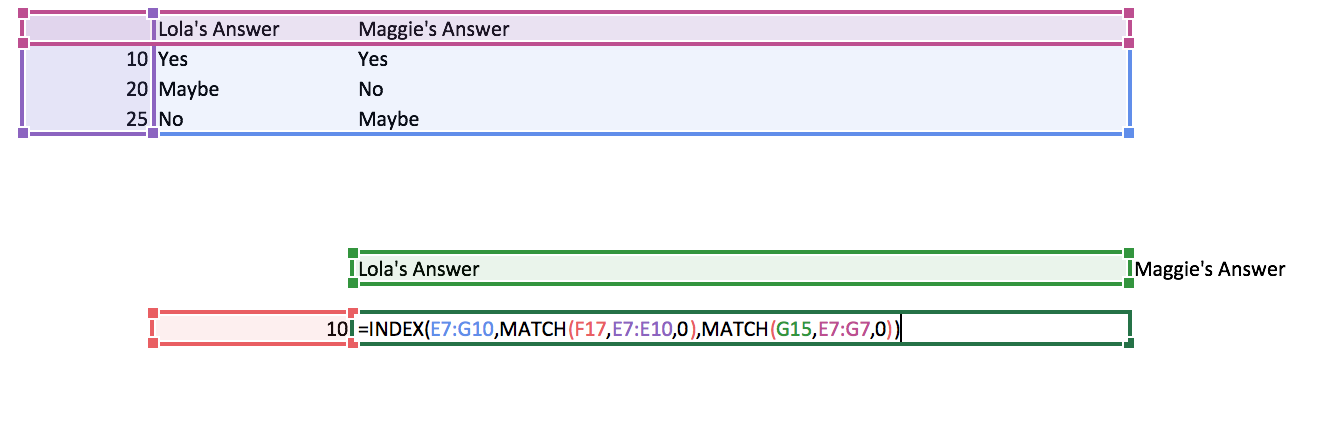 Lola's Answer Maggie's Answer
10 Yes Yes
20 Maybe No
25 No Maybe
Lola's Answer Maggie's Answer
10 =INDEX(E7:G10,MATCH(F17,E7:E10,0),MATCH(G15,E7:G7,0))